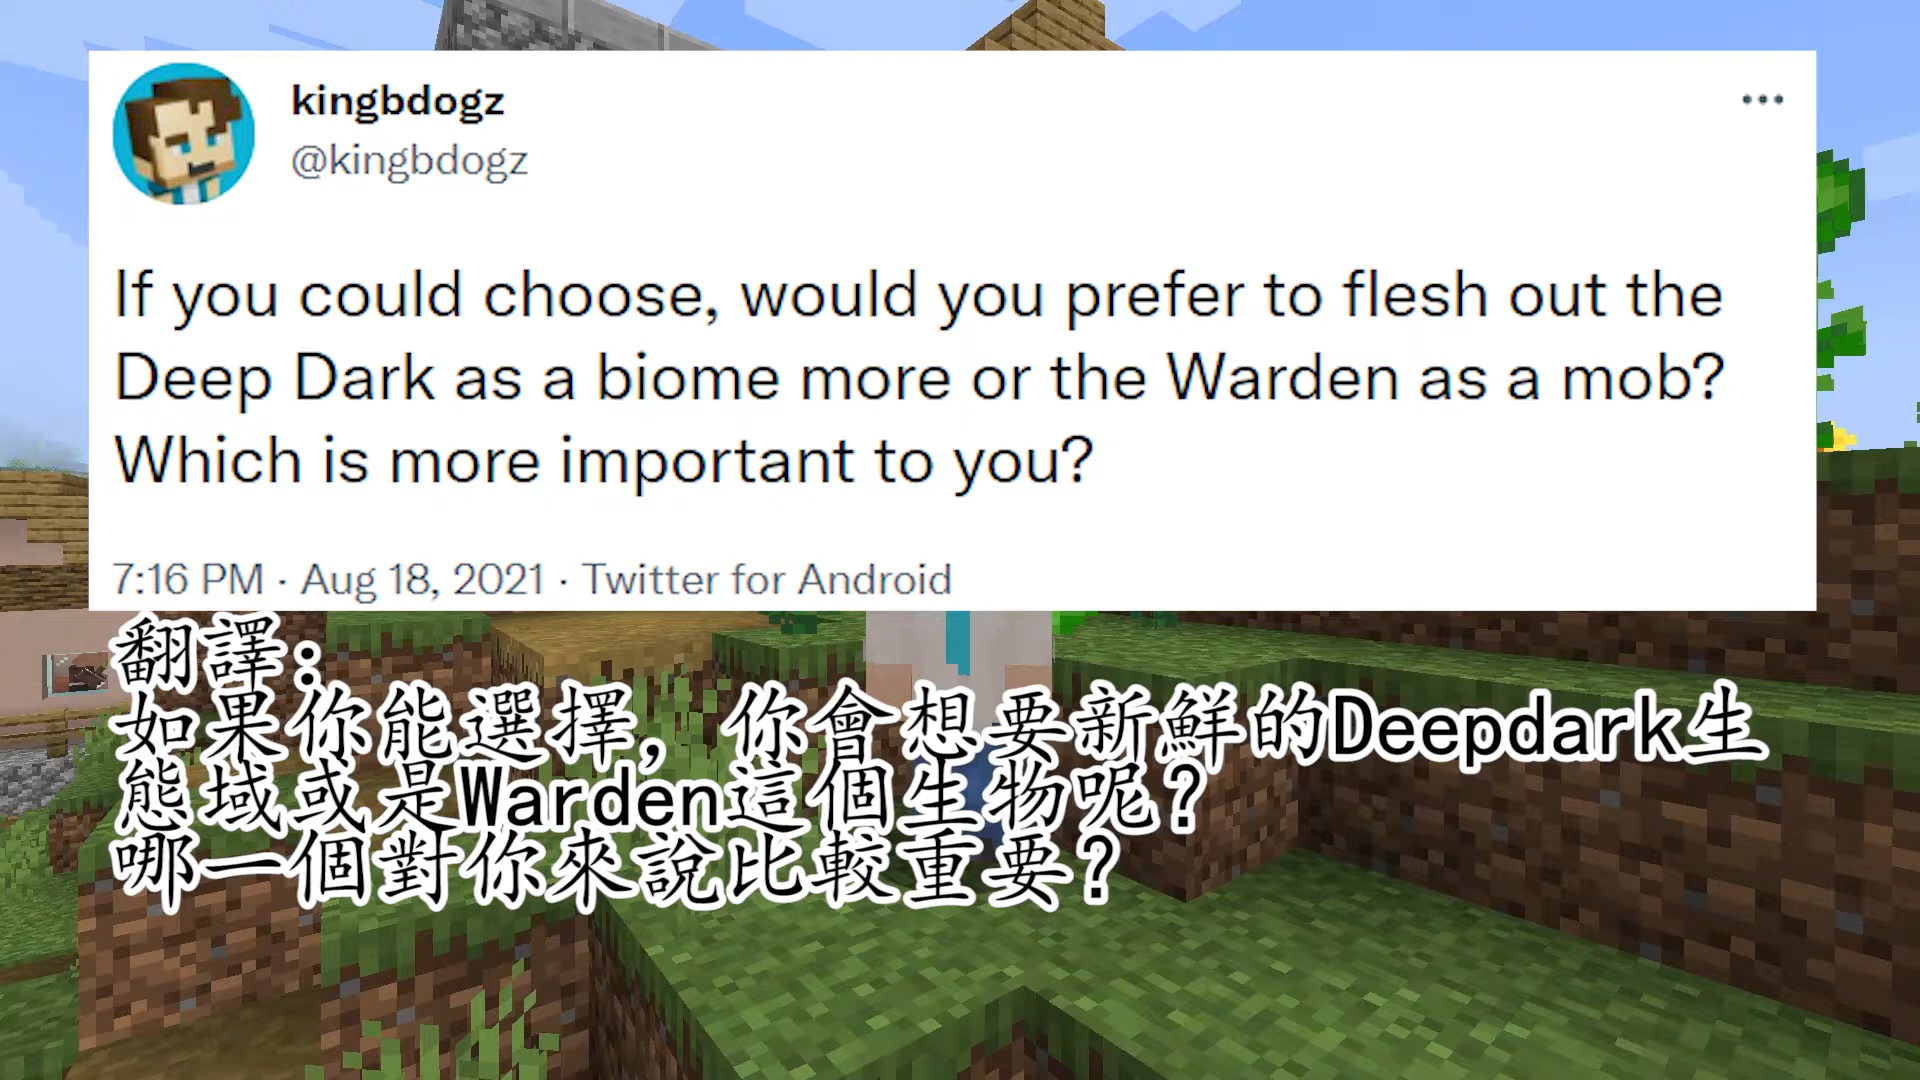 kingbdogz
@kingbdogz
If you could choose, would you prefer to flesh out the
Deep Dark as a biome more or the Warden as a mob?
Which is more important to you?
7:16 PM · Aug 18, 2021 · Twitter for Android
翻譯:
如果你能選擇，你會想要新鮮的Deepdark生
態域或是Warden這個生物呢?
哪一個對你來說比較重要?